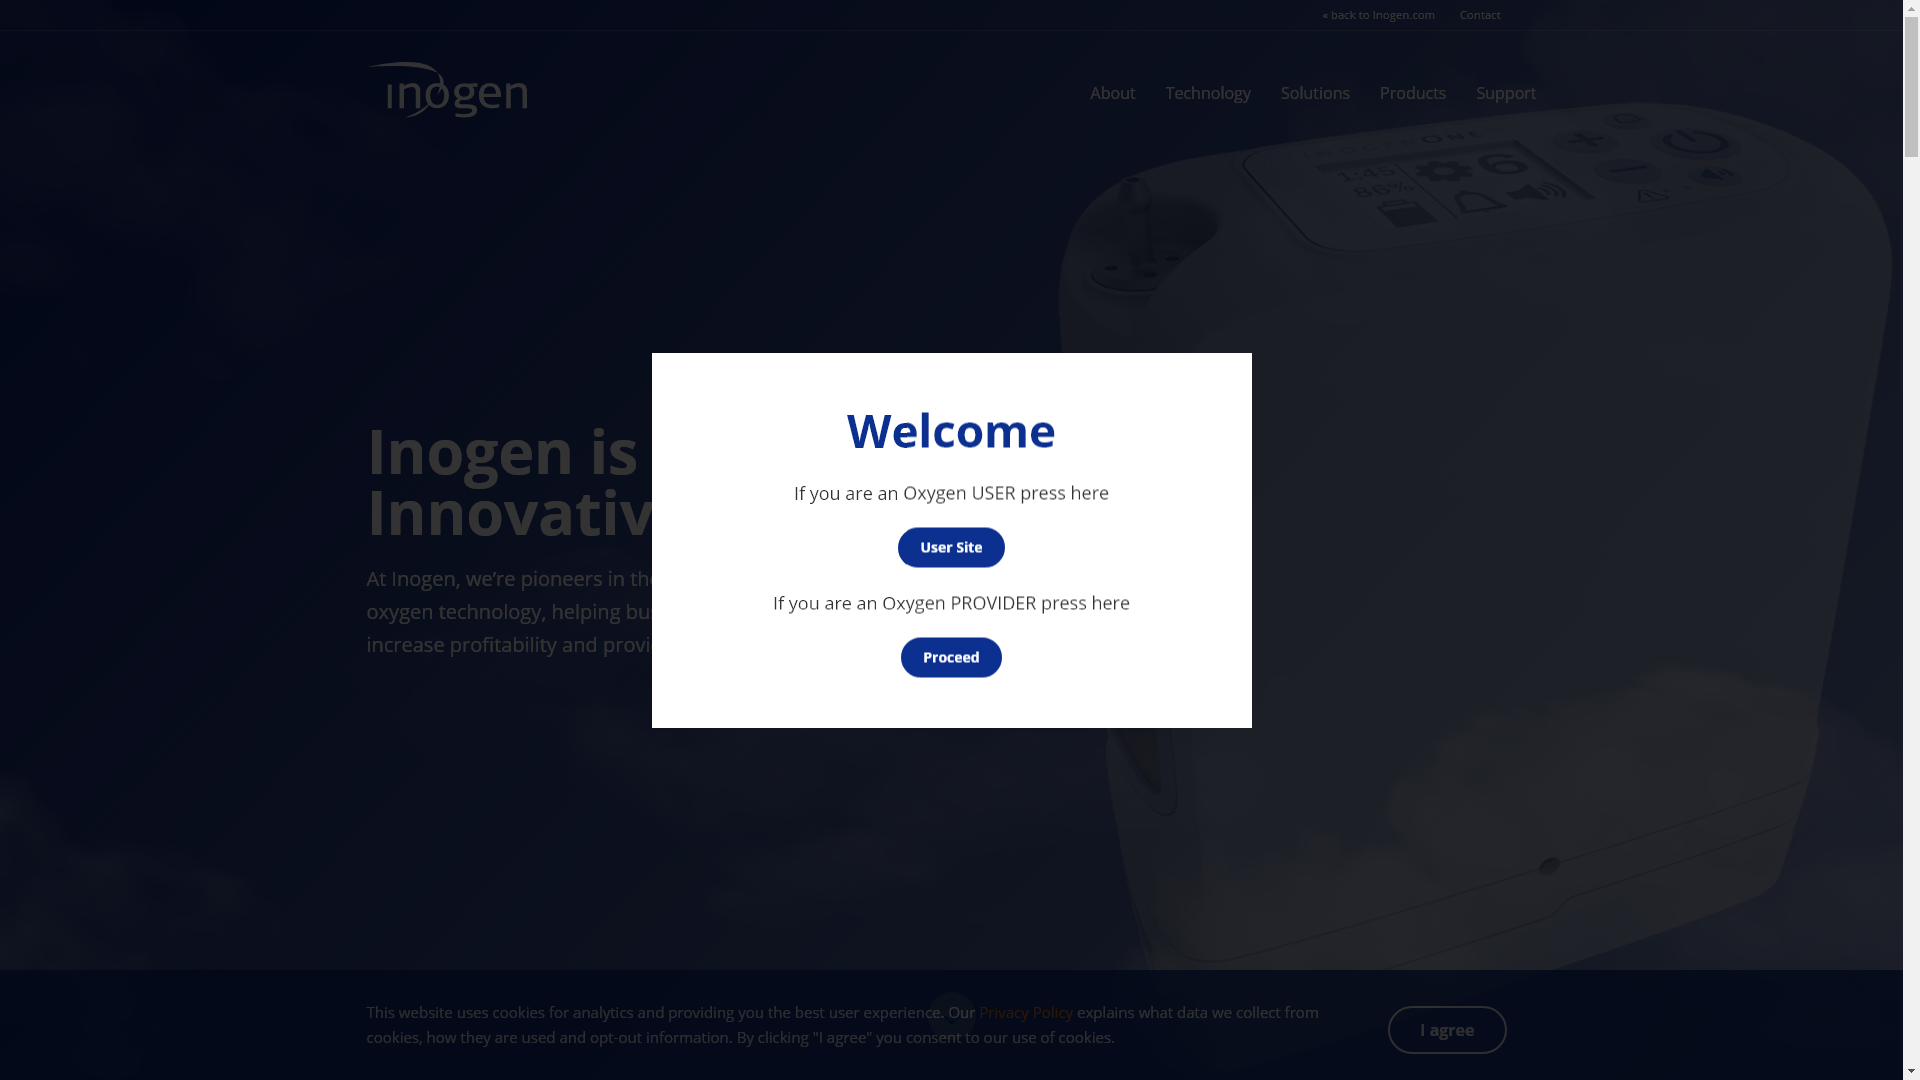 « back to Inogen.com Contact
inogen
About Technology Solutions Products Support
INOGENONE
1:45 6
86%
Inogen is
Innovativ
At Inogen, we’re pioneers in the
oxygen technology, helping bus
increase profitability and provi
Welcome
If you are an Oxygen USER press here
User Site
If you are an Oxygen PROVIDER press here
Proceed
This website uses cookies for analytics and providing you the best user experience. Our Privacy Policy explains what data we collect from
cookies, how they are used and opt-out information. By clicking "I agree" you consent to our use of cookies.
I agree